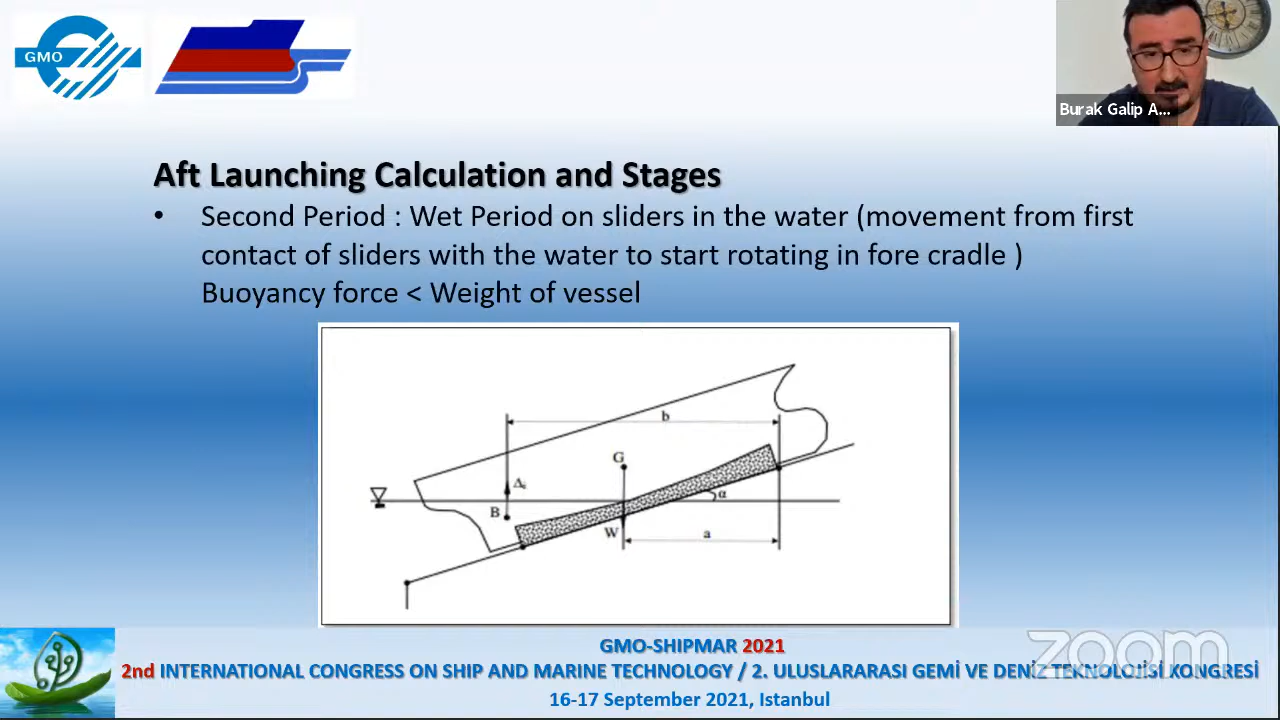 GMO
Burak Galip A...
Aft Launching Calculation and Stages
• Second Period : Wet Period on sliders in the water (movement from first
contact of sliders with the water to start rotating in fore cradle )
Buoyancy force < Weight of vessel
b
G
B
W
α
a
GMO-SHIPMAR 2021
2nd INTERNATIONAL CONGRESS ON SHIP AND MARINE TECHNOLOGY / 2. ULUSLARARASI GEMİ VE DENİZ TEKNOLOJİSİ KONGRESİ
16-17 September 2021, Istanbul
zoom